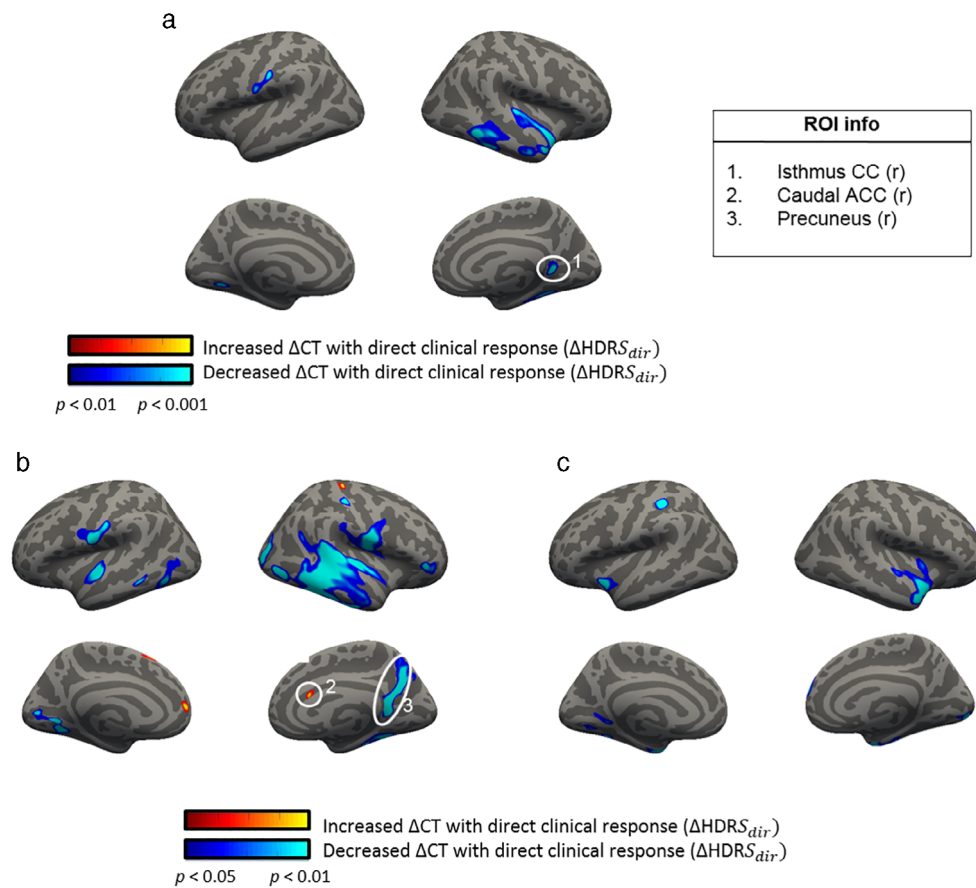 a
ROI info
1. Isthmus CC (r)
2. Caudal ACC (r)
3. Precuneus (r)
1
Increased ΔCT with direct clinical response (ΔHDRS_dir)
Decreased ΔCT with direct clinical response (ΔHDRS_dir)
p < 0.01 p < 0.001
b
c
2
3
Increased ΔCT with direct clinical response (ΔHDRS_dir)
Decreased ΔCT with direct clinical response (ΔHDRS_dir)
p < 0.05 p < 0.01